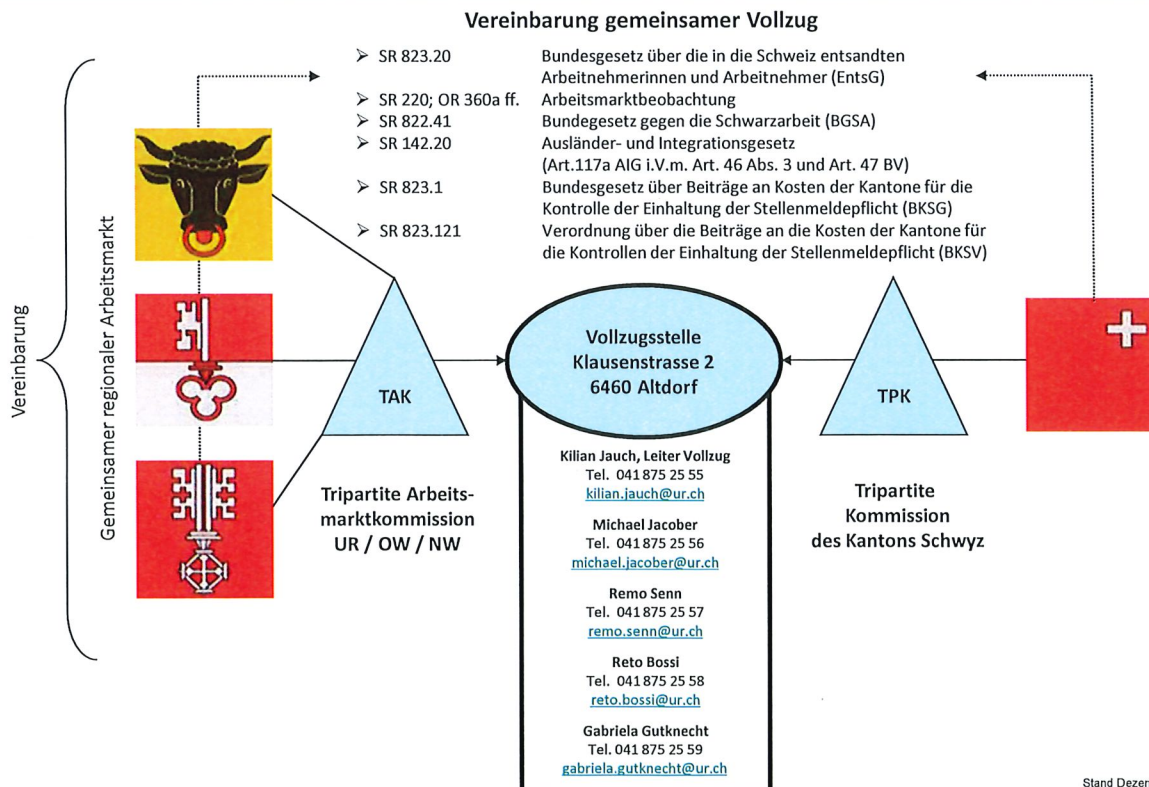 Vereinbarung gemeinsamer Vollzug
➢ SR 823.20 Bundesgesetz über die in die Schweiz entsandten
Arbeitnehmerinnen und Arbeitnehmer (EntsG)
➢ SR 220; OR 360a ff. Arbeitsmarktbeobachtung
➢ SR 822.41 Bundegesetz gegen die Schwarzarbeit (BGSA)
➢ SR 142.20 Ausländer- und Integrationsgesetz
(Art.117a AIG i.V.m. Art. 46 Abs. 3 und Art. 47 BV)
➢ SR 823.1 Bundesgesetz über Beiträge an Kosten der Kantone für die
Kontrolle der Einhaltung der Stellenmeldepflicht (BKSG)
➢ SR 823.121 Verordnung über die Beiträge an die Kosten der Kantone für
die Kontrollen der Einhaltung der Stellenmeldepflicht (BKSV)
Vereinbarung
Gemeinsamer regionaler Arbeitsmarkt
TAK
Tripartite Arbeits-
marktkommission
UR / OW / NW
Vollzugsstelle
Klausenstrasse 2
6460 Altdorf
Kilian Jauch, Leiter Vollzug
Tel. 041 875 25 55
kilian.jauch@ur.ch
Michael Jacober
Tel. 041 875 25 56
michael.jacober@ur.ch
Remo Senn
Tel. 041 875 25 57
remo.senn@ur.ch
Reto Bossi
Tel. 041 875 25 58
reto.bossi@ur.ch
Gabriela Gutknecht
Tel. 041 875 25 59
gabriela.gutknecht@ur.ch
TPK
Tripartite
Kommission
des Kantons Schwyz
Stand Dezem